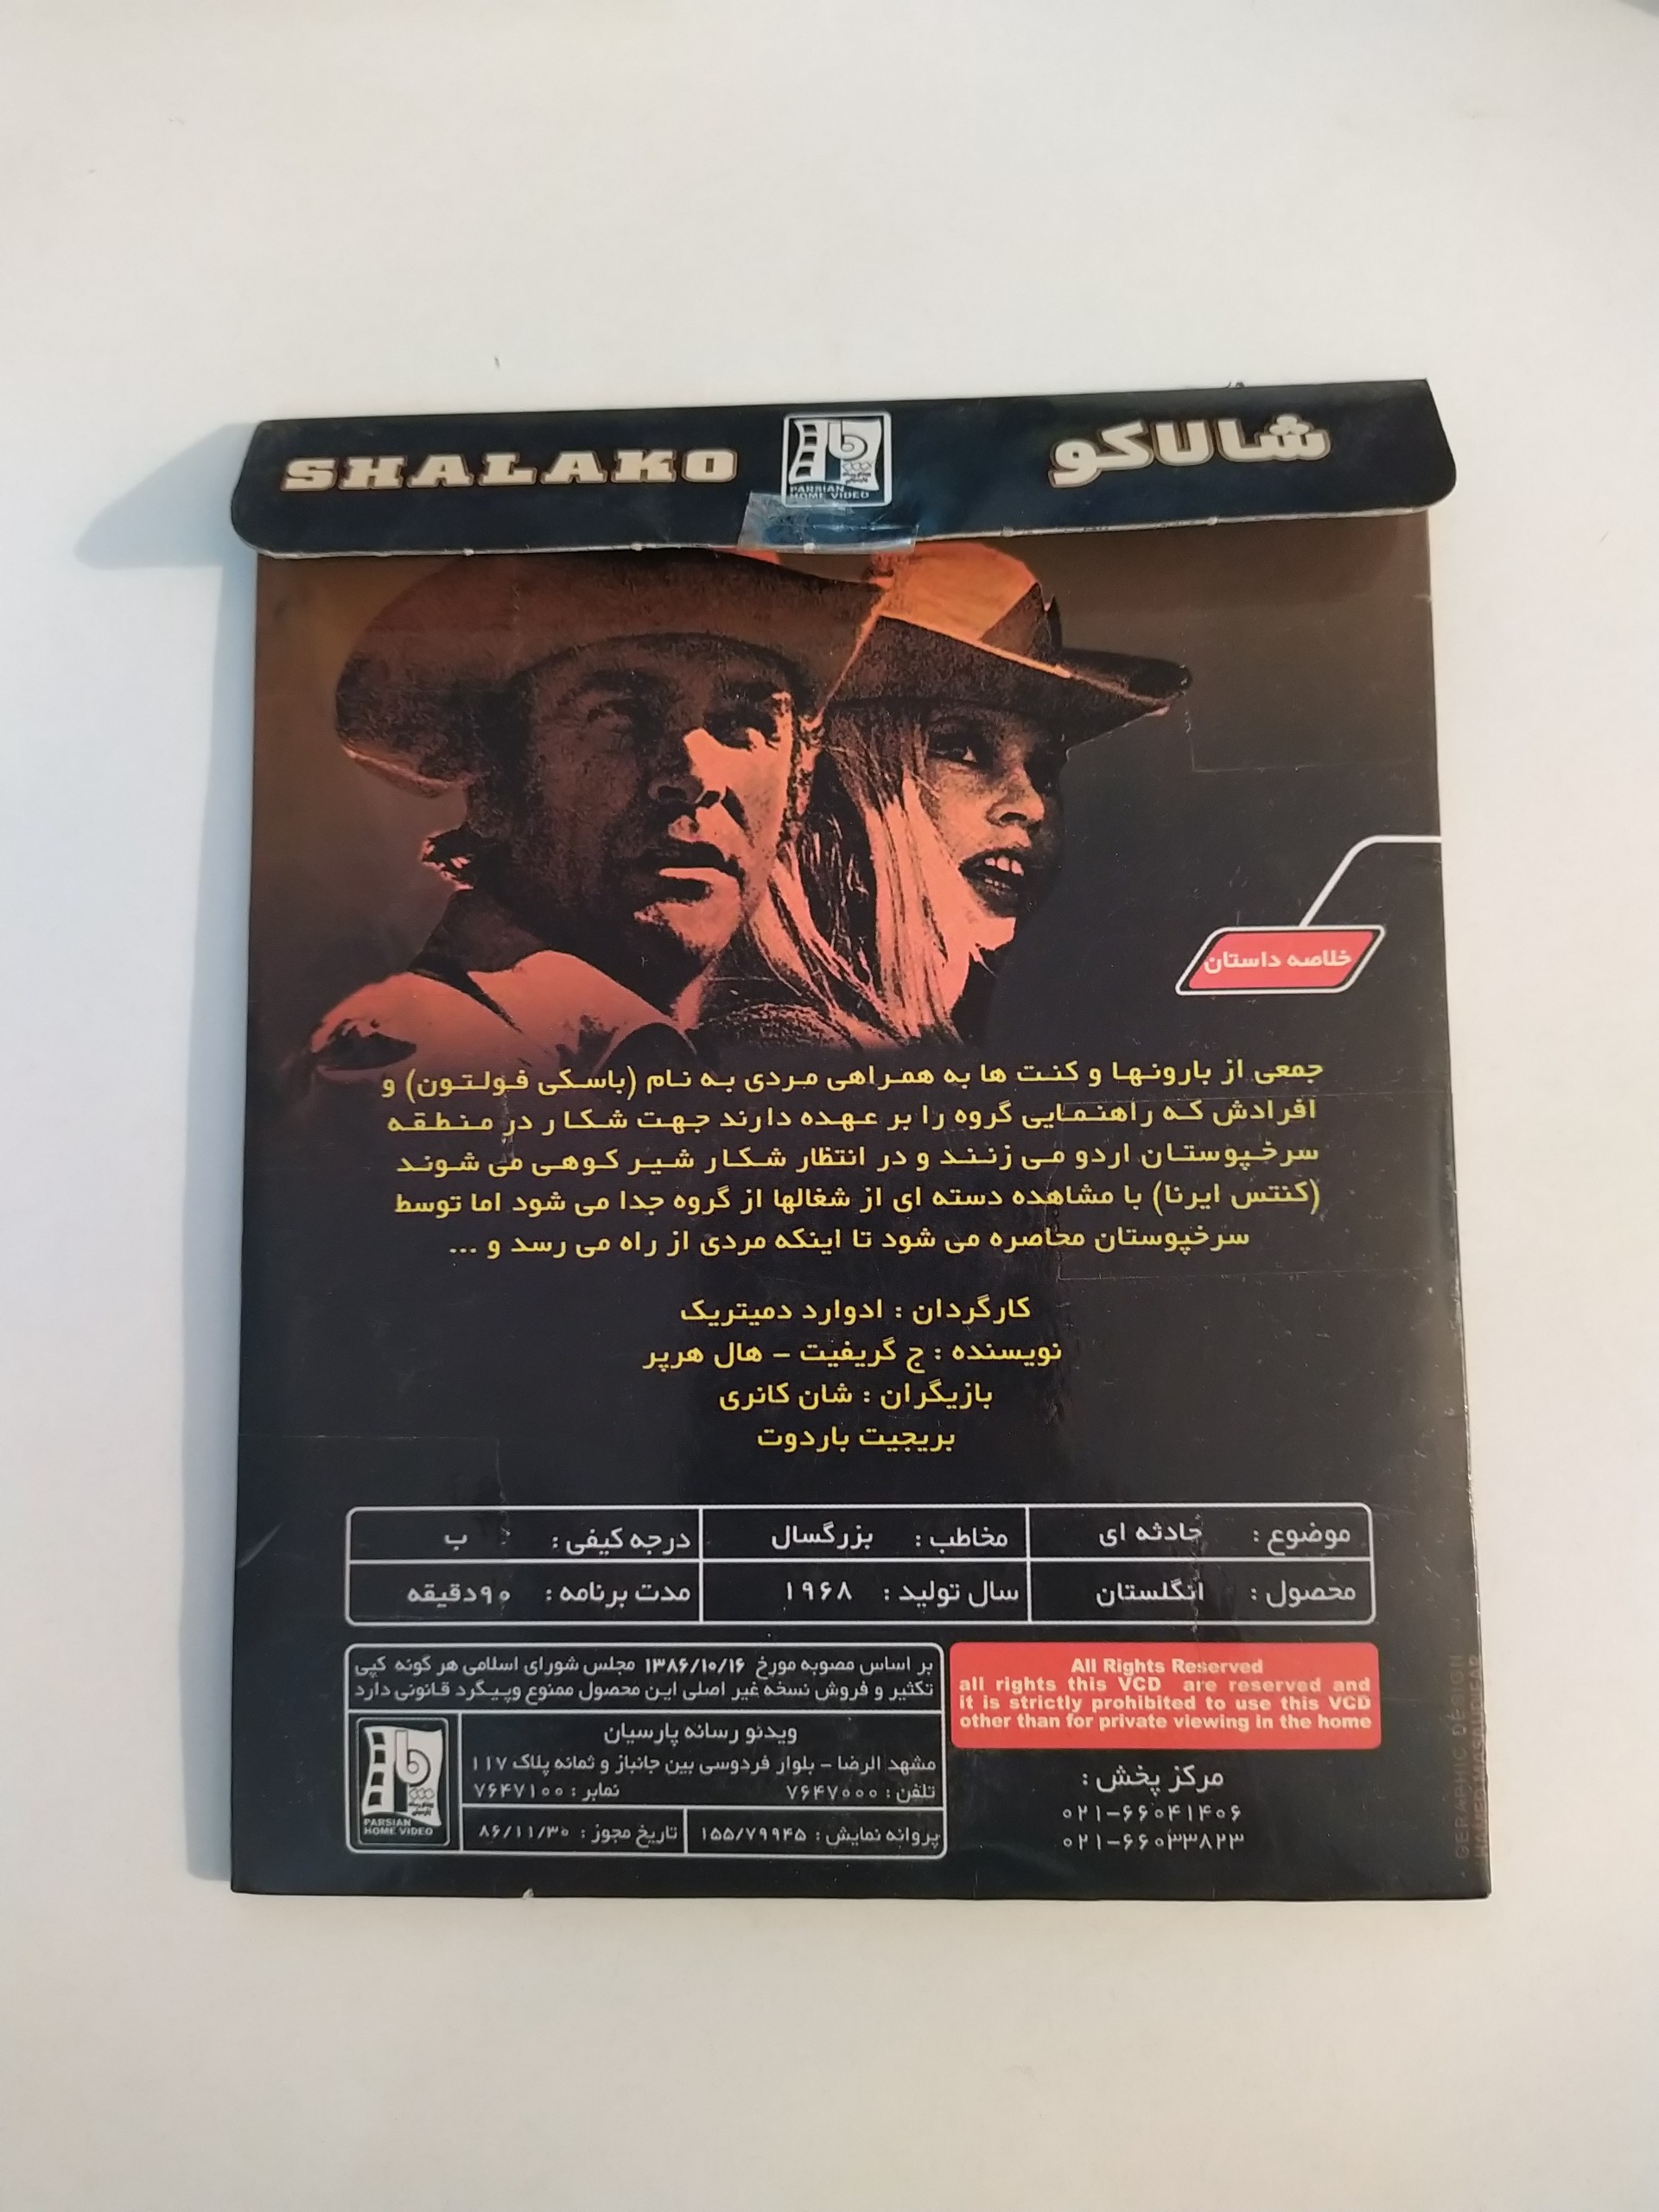 SHALAKO
شالاکو
PARSIAN
HOME VIDEO
خلاصه داستان
جمعی از بارونها و کنت ها به همراهی مردی به نام (باسکی فولتون) و
افرادش که راهنمایی گروه را بر عهده دارند جهت شکار در منطقه
سرخپوستان اردو می زنند و در انتظار شکار شیر کوهی می شوند
(کنتس ایرنا) با مشاهده دسته ای از شغالها از گروه جدا می شود اما توسط
سرخپوستان محاصره می شود تا اینکه مردی از راه می رسد و ...
کارگردان : ادوارد دمیتریک
نویسنده : ج گریفیت - هال هرپر
بازیگران : شان کانری
بریجیت باردوت
موضوع : حادثه ای
مخاطب : بزرگسال
درجه کیفی : ب
محصول : انگلستان
سال تولید : ۱۹۶۸
مدت برنامه : ۹۰دقیقه
بر اساس مصوبه مورخ ۱۳۸۶/۱۰/۱۶ مجلس شورای اسلامی هر گونه کپی
تکثیر و فروش نسخه غیر اصلی این محصول ممنوع وپیگرد قانونی دارد
All Rights Reserved
all rights this VCD are reserved and
it is strictly prohibited to use this VCD
other than for private viewing in the home
ویدئو رسانه پارسیان
مشهد الرضا - بلوار فردوسی بین جانباز و ثمانه پلاک ۱۱۷
تلفن : ۷۶۴۷۰۰۰ نمابر : ۷۶۴۷۱۰۰
پروانه نمایش : ۱۵۵/۷۹۹۴۵
تاریخ مجوز : ۸۶/۱۱/۳۰
PARSIAN
HOME VIDEO
مرکز پخش :
۰۲۱-۶۶۰۴۱۴۰۶
۰۲۱-۶۶۰۳۳۸۲۳
GERAPHIC DESIGN
HAMED MASAUDIFAR